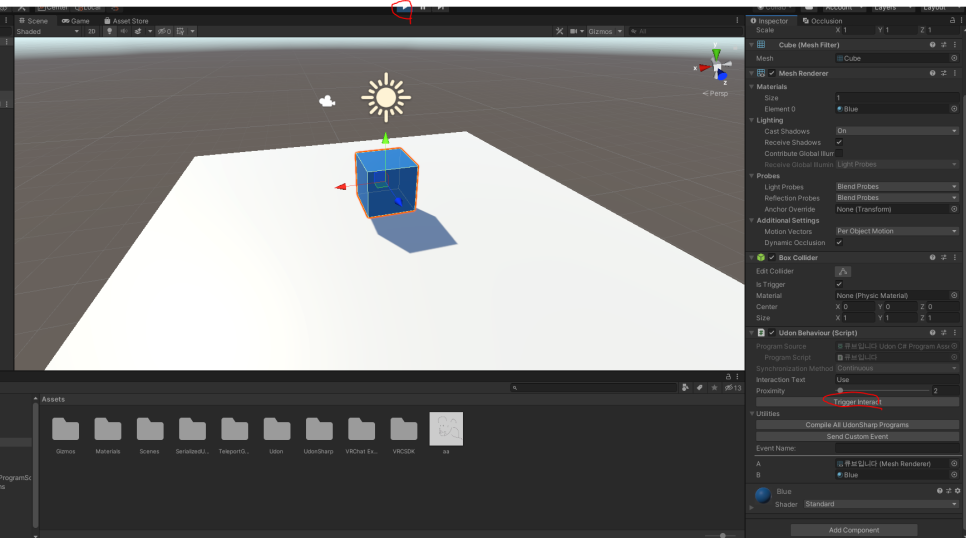 Center Local
Collab Account Layers Layout
Scene Game Asset Store
Shaded 2D 0 Gizmos All
Inspector Occlusion
Scale X 1 Y 1 Z 1
Cube (Mesh Filter)
Mesh Cube
Mesh Renderer
Materials
Size 1
Element 0 Blue
Lighting
Cast Shadows On
Receive Shadows
Contribute Global Illum
Receive Global Illumin Light Probes
Probes
Light Probes Blend Probes
Reflection Probes Blend Probes
Anchor Override None (Transform)
Additional Settings
Motion Vectors Per Object Motion
Dynamic Occlusion
Box Collider
Edit Collider
Is Trigger
Material None (Physic Material)
Center X 0 Y 0 Z 0
Size X 1 Y 1 Z 1
Udon Behaviour (Script)
Program Source 큐브입니다 Udon C# Program Asse
Program Script 큐브입니다
Synchronization Method Continuous
Interaction Text Use
Proximity 2
Trigger Interact
Utilities
Compile All UdonSharp Programs
Send Custom Event
Event Name:
A 큐브입니다 (Mesh Renderer)
B Blue
Blue
Shader Standard
Add Component
y
x
z
Persp
13
Assets
Gizmos Materials Scenes SerializedU... TeleportG... Udon UdonSharp VRChat Ex... VRCSDK aa
ProgramSc
ns